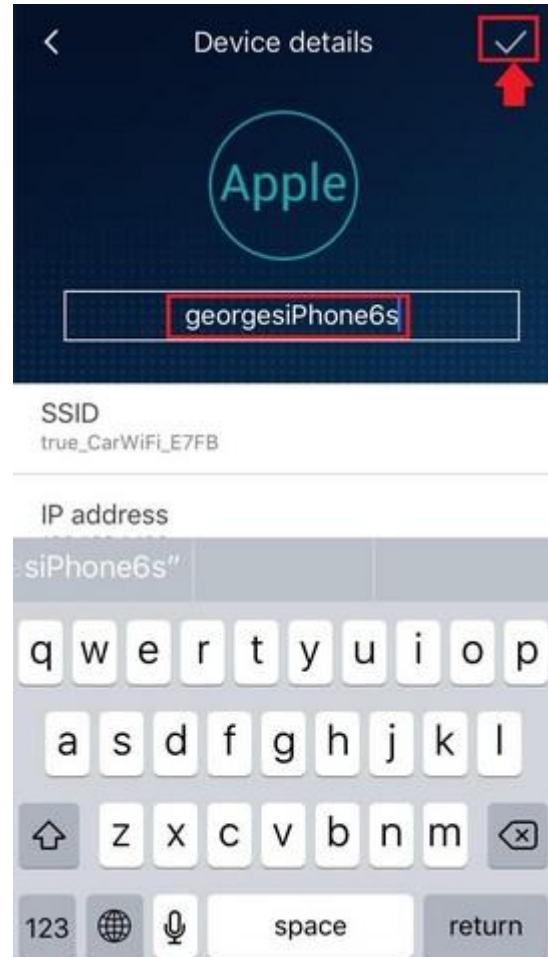 Device details
Apple
georgesiPhone6s
SSID
true_CarWiFi_E7FB
IP address
siPhone6s”
q w e r t y u i o p
a s d f g h j k l
z x c v b n m
123 space return